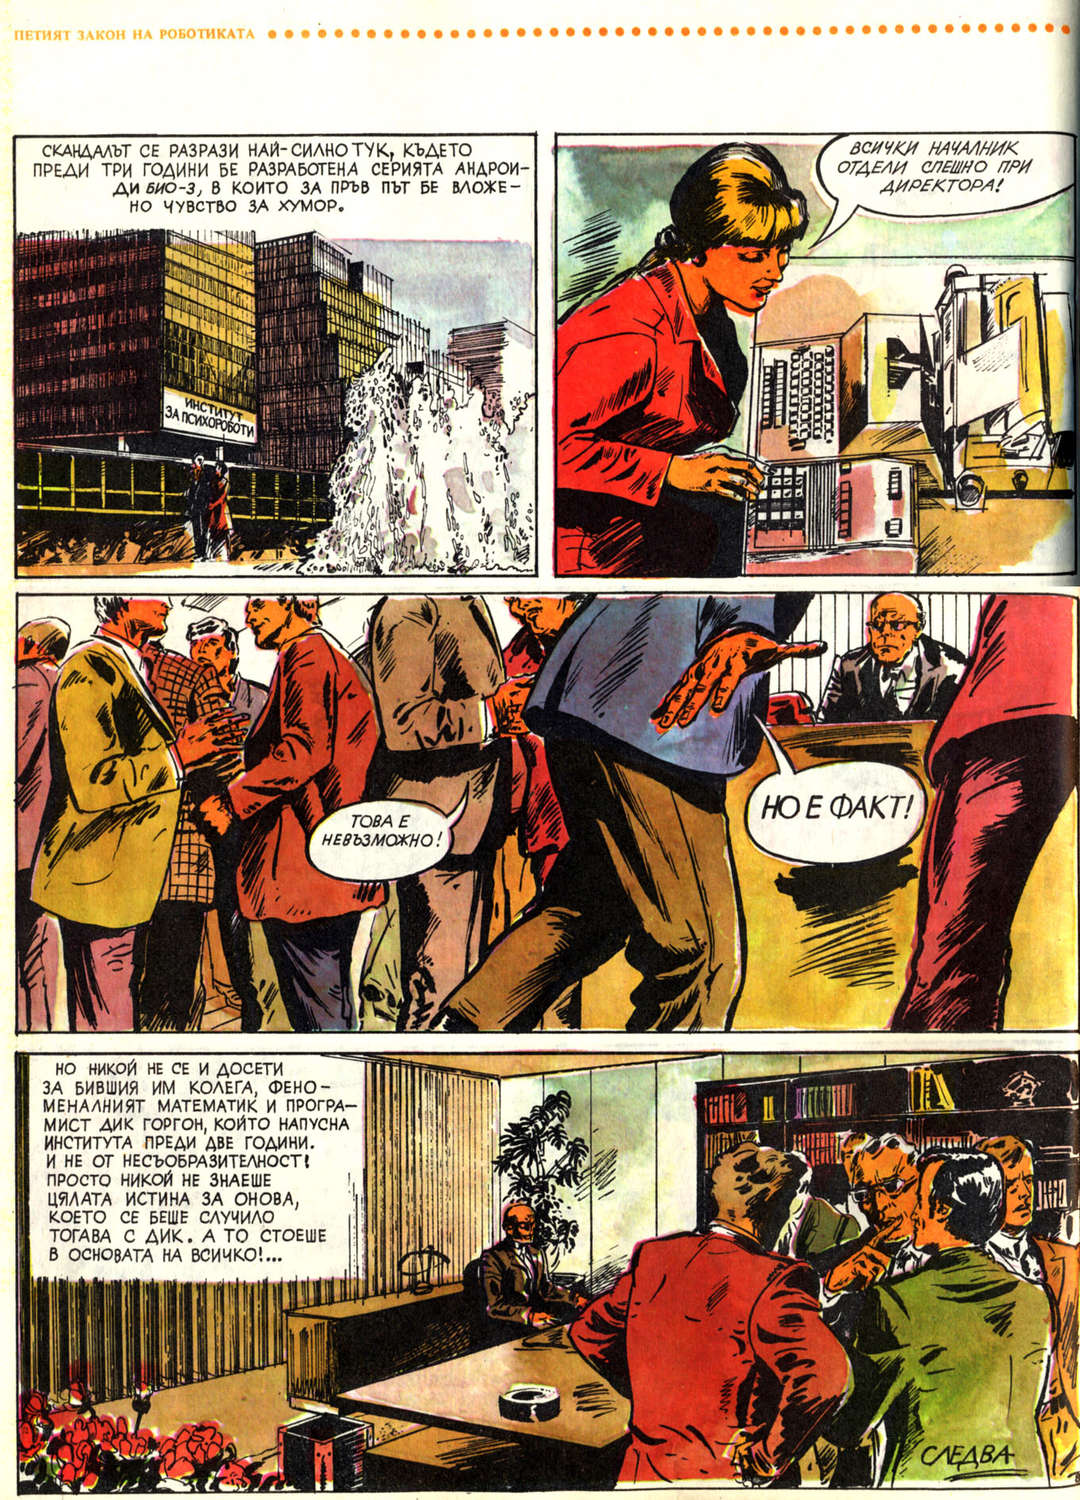 ПЕТИЯТ ЗАКОН НА РОБОТИКАТА
СКАНДАЛЪТ СЕ РАЗРАЗИ НАЙ-СИЛНО ТУК, КЪДЕТО
ПРЕДИ ТРИ ГОДИНИ БЕ РАЗРАБОТЕНА СЕРИЯТА АНДРОИ-
ДИ БИО-3, В КОИТО ЗА ПРЪВ ПЪТ БЕ ВЛОЖЕ-
НО ЧУВСТВО ЗА ХУМОР.
ИНСТИТУТ
ЗА ПСИХОРОБОТИ
ВСИЧКИ НАЧАЛНИК
ОТДЕЛИ СПЕШНО ПРИ
ДИРЕКТОРА!
ТОВА Е
НЕВЪЗМОЖНО!
НО Е ФАКТ!
НО НИКОЙ НЕ СЕ И ДОСЕТИ
ЗА БИВШИЯ ИМ КОЛЕГА, ФЕНО-
МЕНАЛНИЯТ МАТЕМАТИК И ПРОГРА-
МИСТ ДИК ГОРГОН, КОЙТО НАПУСНА
ИНСТИТУТА ПРЕДИ ДВЕ ГОДИНИ.
И НЕ ОТ НЕСЪОБРАЗИТЕЛНОСТ!
ПРОСТО НИКОЙ НЕ ЗНАЕШЕ
ЦЯЛАТА ИСТИНА ЗА ОНОВА,
КОЕТО СЕ БЕШЕ СЛУЧИЛО
ТОГАВА С ДИК. А ТО СТОЕШЕ
В ОСНОВАТА НА ВСИЧКО!...
СЛЕДВА